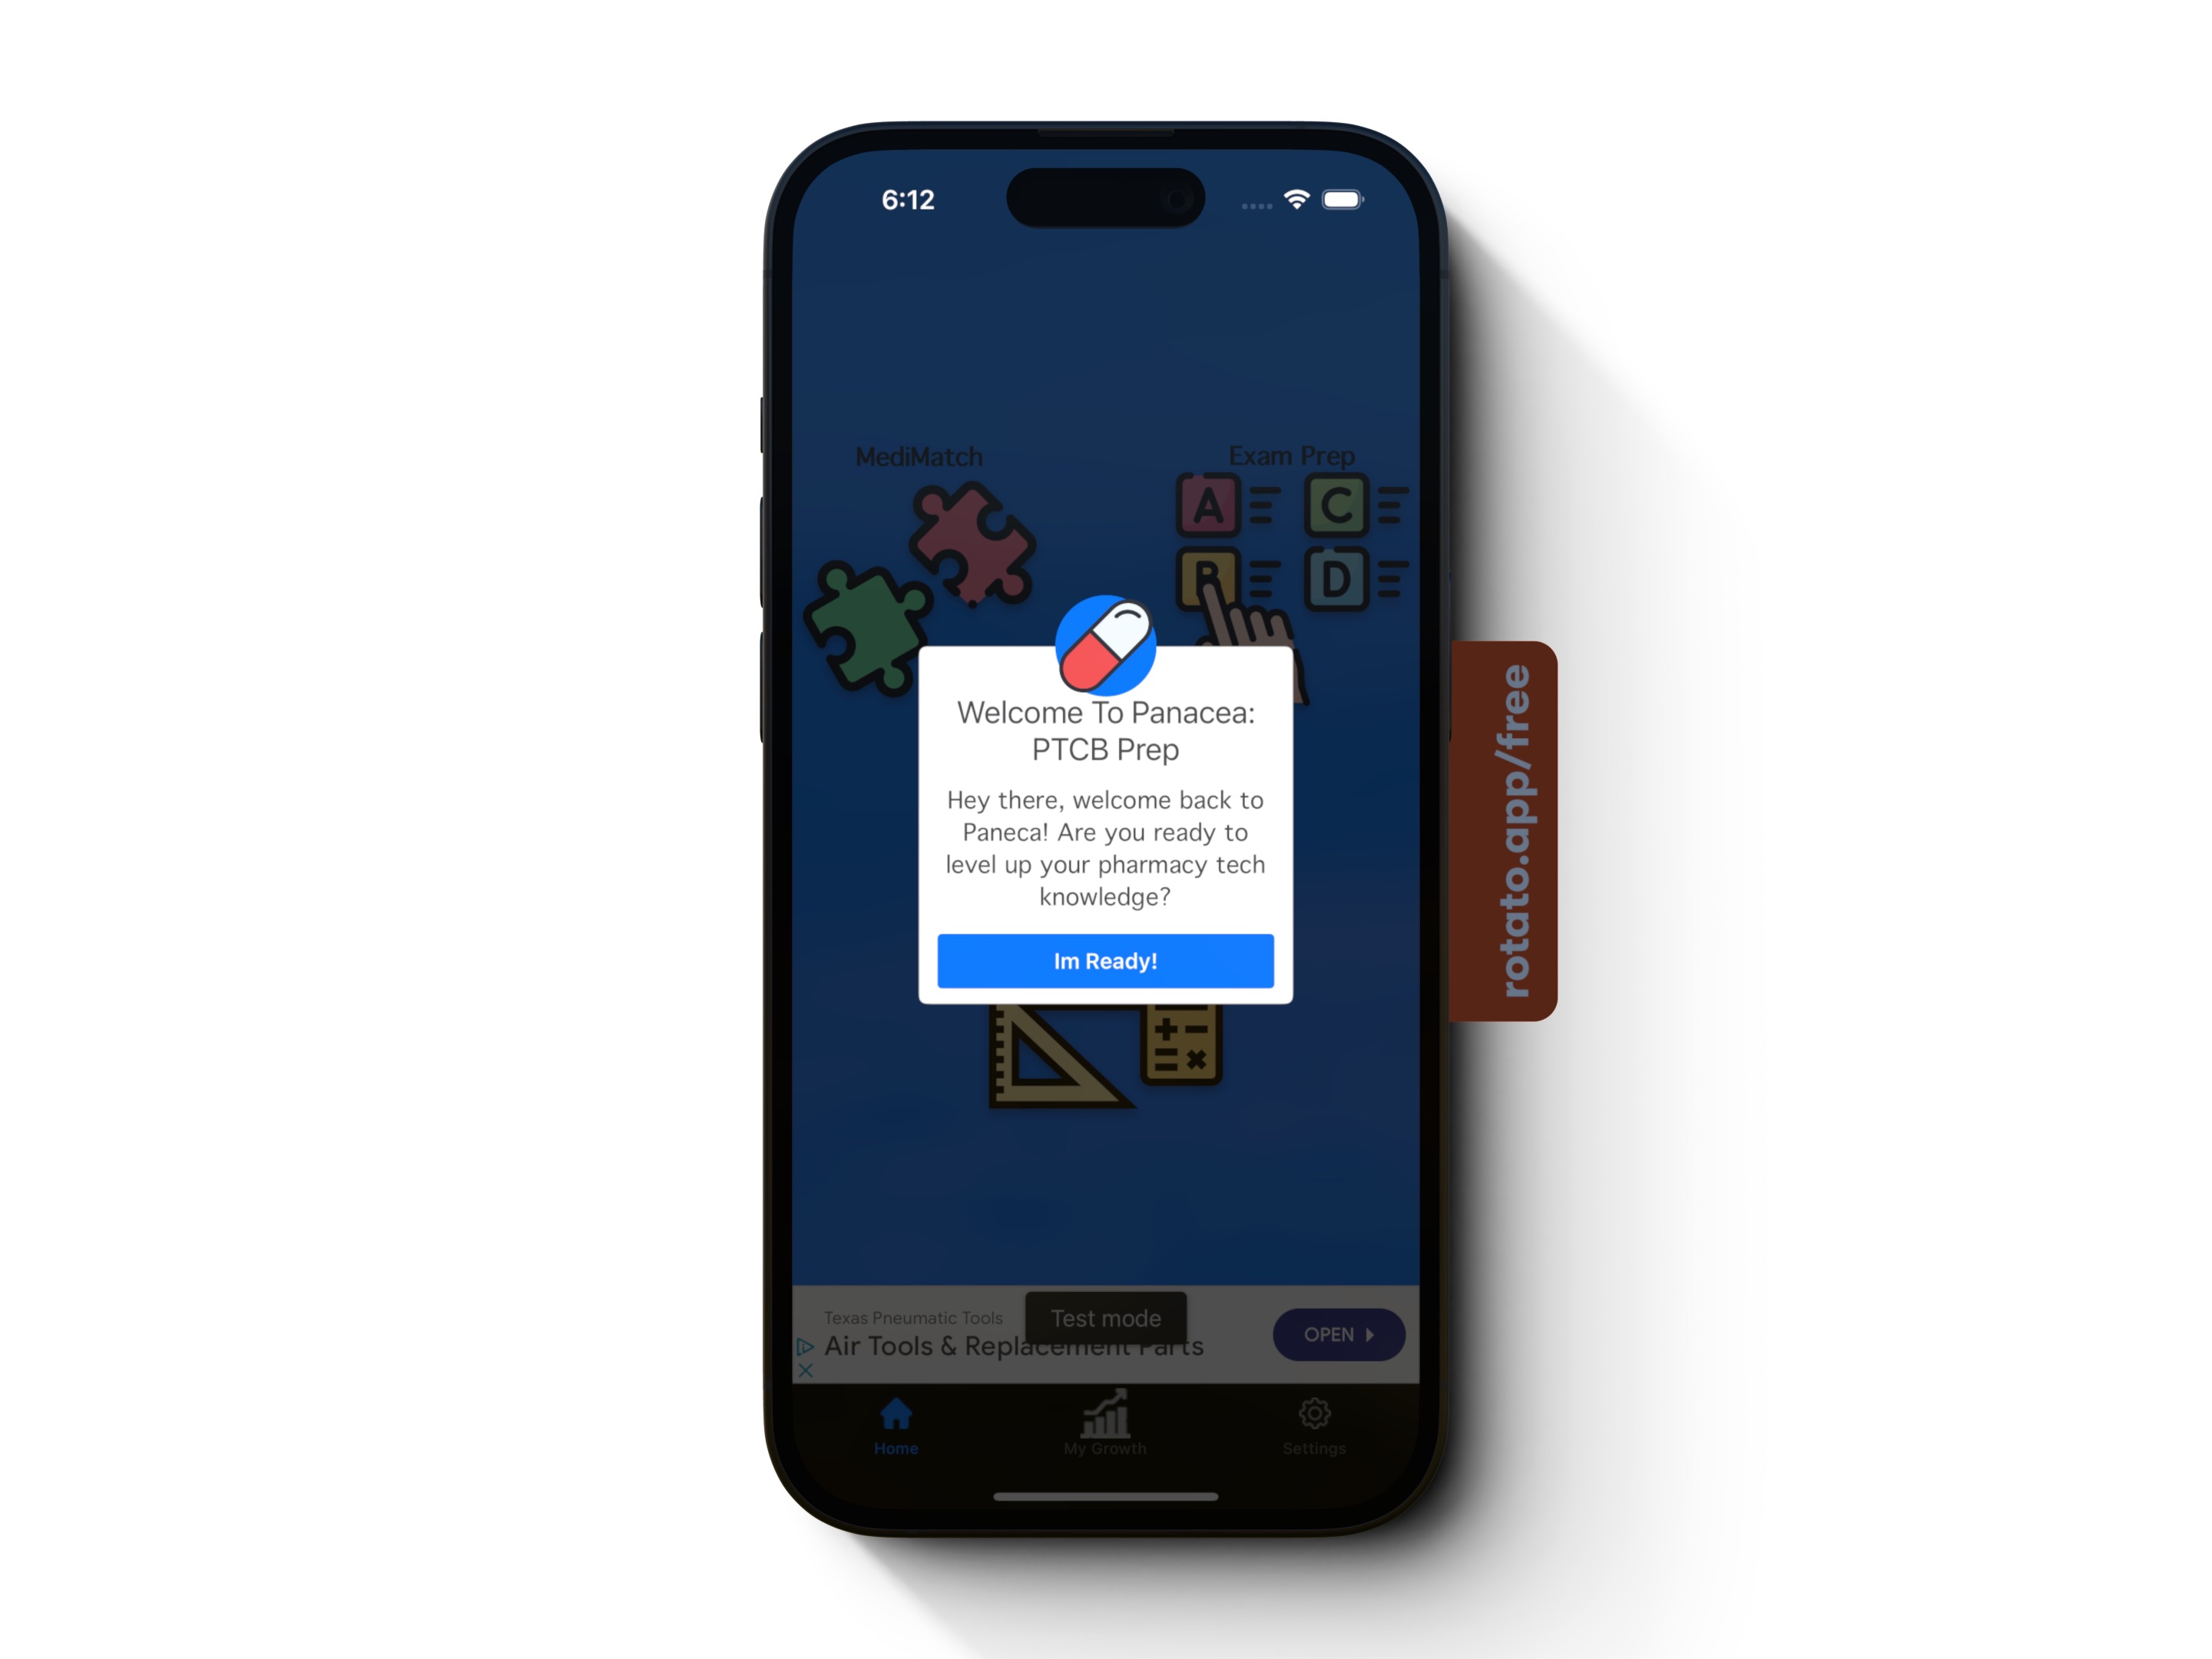 6:12
MediMatch
Exam Prep
A
C
B
D
Welcome To Panacea:
PTCB Prep
Hey there, welcome back to
Paneca! Are you ready to
level up your pharmacy tech
knowledge?
Im Ready!
rotato.app/free
Texas Pneumatic Tools
Test mode
Air Tools & Replacement Parts
OPEN
Home
My Growth
Settings